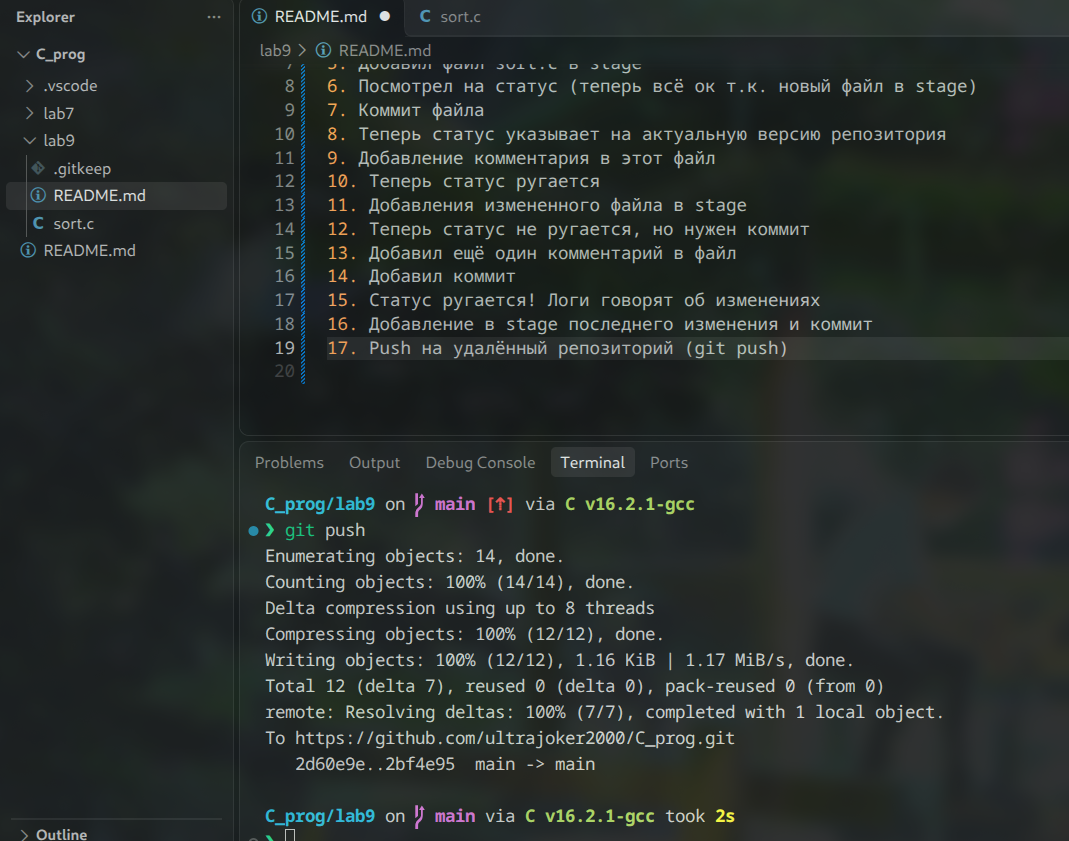 Explorer ···
C_prog
.vscode
lab7
lab9
.gitkeep
README.md
sort.c
README.md
Outline
README.md ● C sort.c
lab9 > README.md
7 5. Добавил файл sort.c в stage
8 6. Посмотрел на статус (теперь всё ок т.к. новый файл в stage)
9 7. Коммит файла
10 8. Теперь статус указывает на актуальную версию репозитория
11 9. Добавление комментария в этот файл
12 10. Теперь статус ругается
13 11. Добавления измененного файла в stage
14 12. Теперь статус не ругается, но нужен коммит
15 13. Добавил ещё один комментарий в файл
16 14. Добавил коммит
17 15. Статус ругается! Логи говорят об изменениях
18 16. Добавление в stage последнего изменения и коммит
19 17. Push на удалённый репозиторий (git push)
20
Problems Output Debug Console Terminal Ports
C_prog/lab9 on main [↑] via C v16.2.1-gcc
❯ git push
Enumerating objects: 14, done.
Counting objects: 100% (14/14), done.
Delta compression using up to 8 threads
Compressing objects: 100% (12/12), done.
Writing objects: 100% (12/12), 1.16 KiB | 1.17 MiB/s, done.
Total 12 (delta 7), reused 0 (delta 0), pack-reused 0 (from 0)
remote: Resolving deltas: 100% (7/7), completed with 1 local object.
To https://github.com/ultrajoker2000/C_prog.git
2d60e9e..2bf4e95 main -> main
C_prog/lab9 on main via C v16.2.1-gcc took 2s
❯